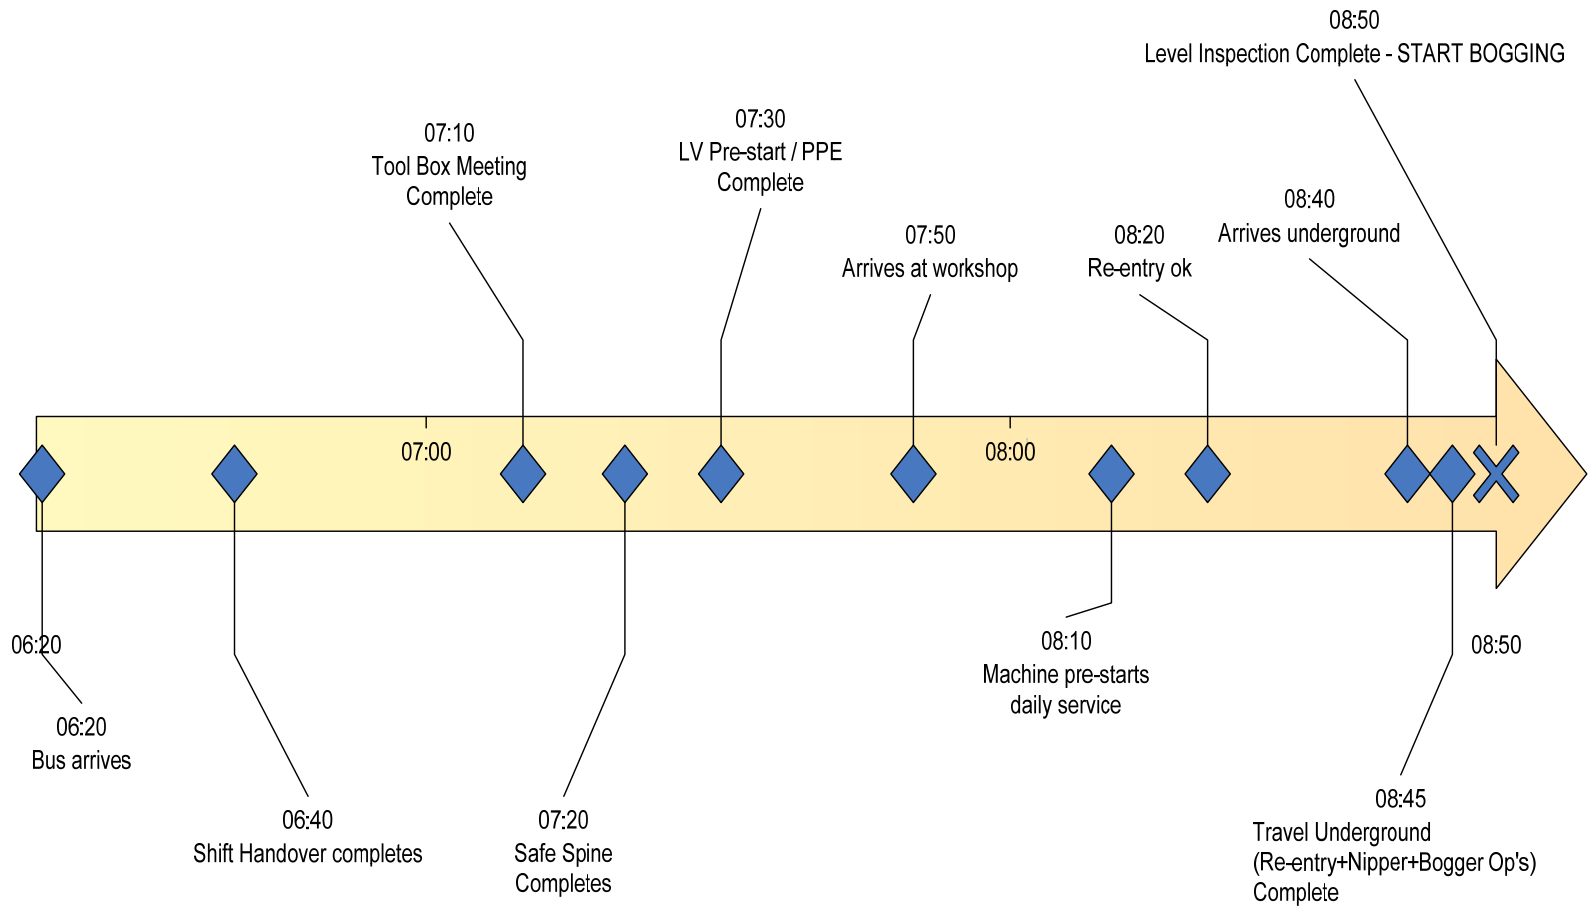 08:50
Level Inspection Complete - START BOGGING
07:10
Tool Box Meeting
Complete
07:30
LV Pre-start / PPE
Complete
07:50
Arrives at workshop
08:20
Re-entry ok
08:40
Arrives underground
07:00
08:00
06:20
08:50
06:20
Bus arrives
06:40
Shift Handover completes
07:20
Safe Spine
Completes
08:10
Machine pre-starts
daily service
08:45
Travel Underground
(Re-entry+Nipper+Bogger Op's)
Complete